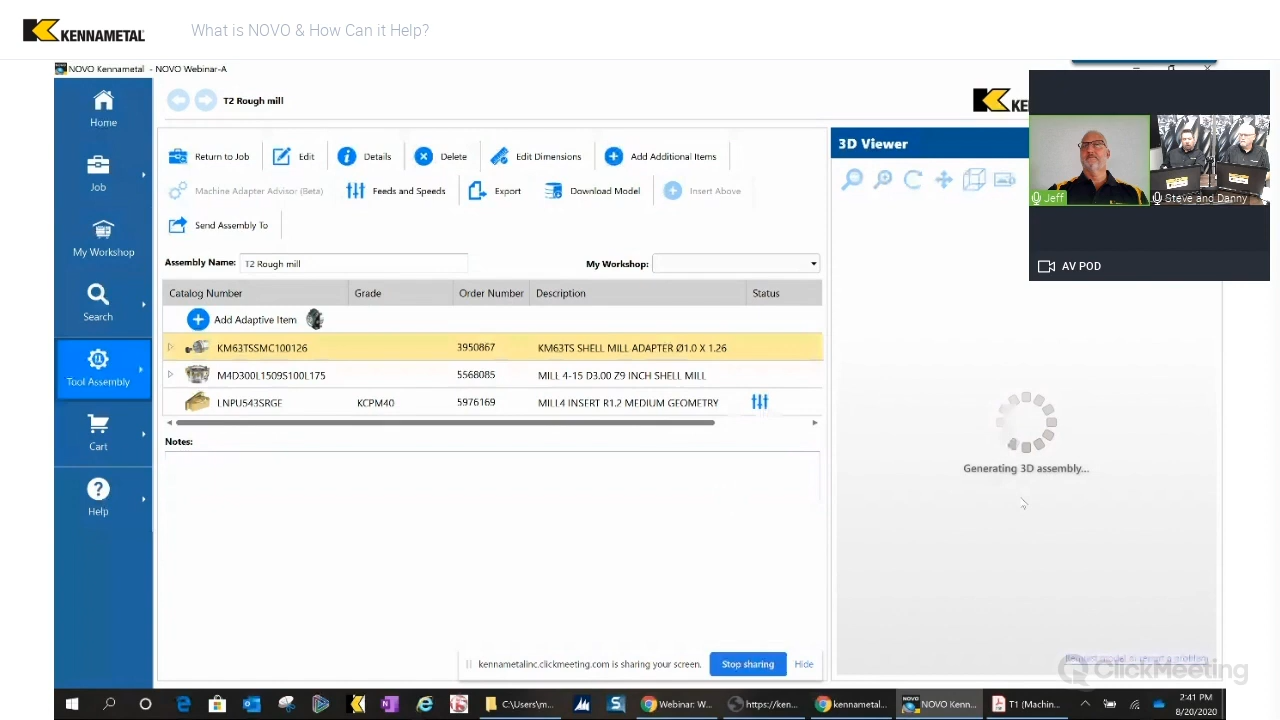 KENNAMETAL
What is NOVO & How Can it Help?
NOVO Kennametal - NOVO Webinar-A
Home
Job
My Workshop
Search
Tool Assembly
Cart
Help
T2 Rough mill
KE
Return to Job Edit Details Delete Edit Dimensions Add Additional Items
Machine Adapter Advisor (Beta) Feeds and Speeds Export Download Model Insert Above
Send Assembly To
Assembly Name: T2 Rough mill My Workshop:
Catalog Number Grade Order Number Description Status
Add Adaptive Item
KM63TSSMC100126 3950867 KM63TS SHELL MILL ADAPTER Ø1.0 X 1.26
M4D300L1509S100L175 5568085 MILL 4-15 D3.00 Z9 INCH SHELL MILL
LNPU543SRGE KCPM40 5976169 MILL4 INSERT R1.2 MEDIUM GEOMETRY
Notes:
3D Viewer
Generating 3D assembly...
Jeff
Steve and Danny
AV POD
kennametalinc.clickmeeting.com is sharing your screen. Stop sharing Hide
ClickMeeting
C:\Users\m... Webinar: W... https://ken... kennametal... NOVO Kenn... T1 (Machin...
2:41 PM
8/20/2020